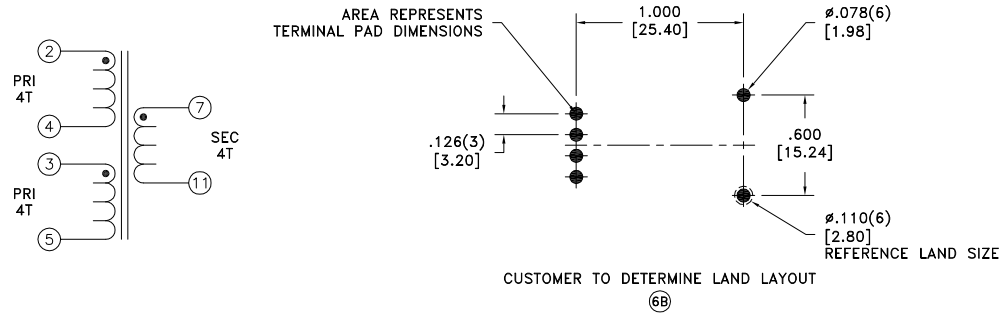 2
PRI
4T
4
3
PRI
4T
5
7
SEC
4T
11
AREA REPRESENTS
TERMINAL PAD DIMENSIONS
1.000
[25.40]
ø.078(6)
[1.98]
.126(3)
[3.20]
.600
[15.24]
ø.110(6)
[2.80]
REFERENCE LAND SIZE
CUSTOMER TO DETERMINE LAND LAYOUT
6B